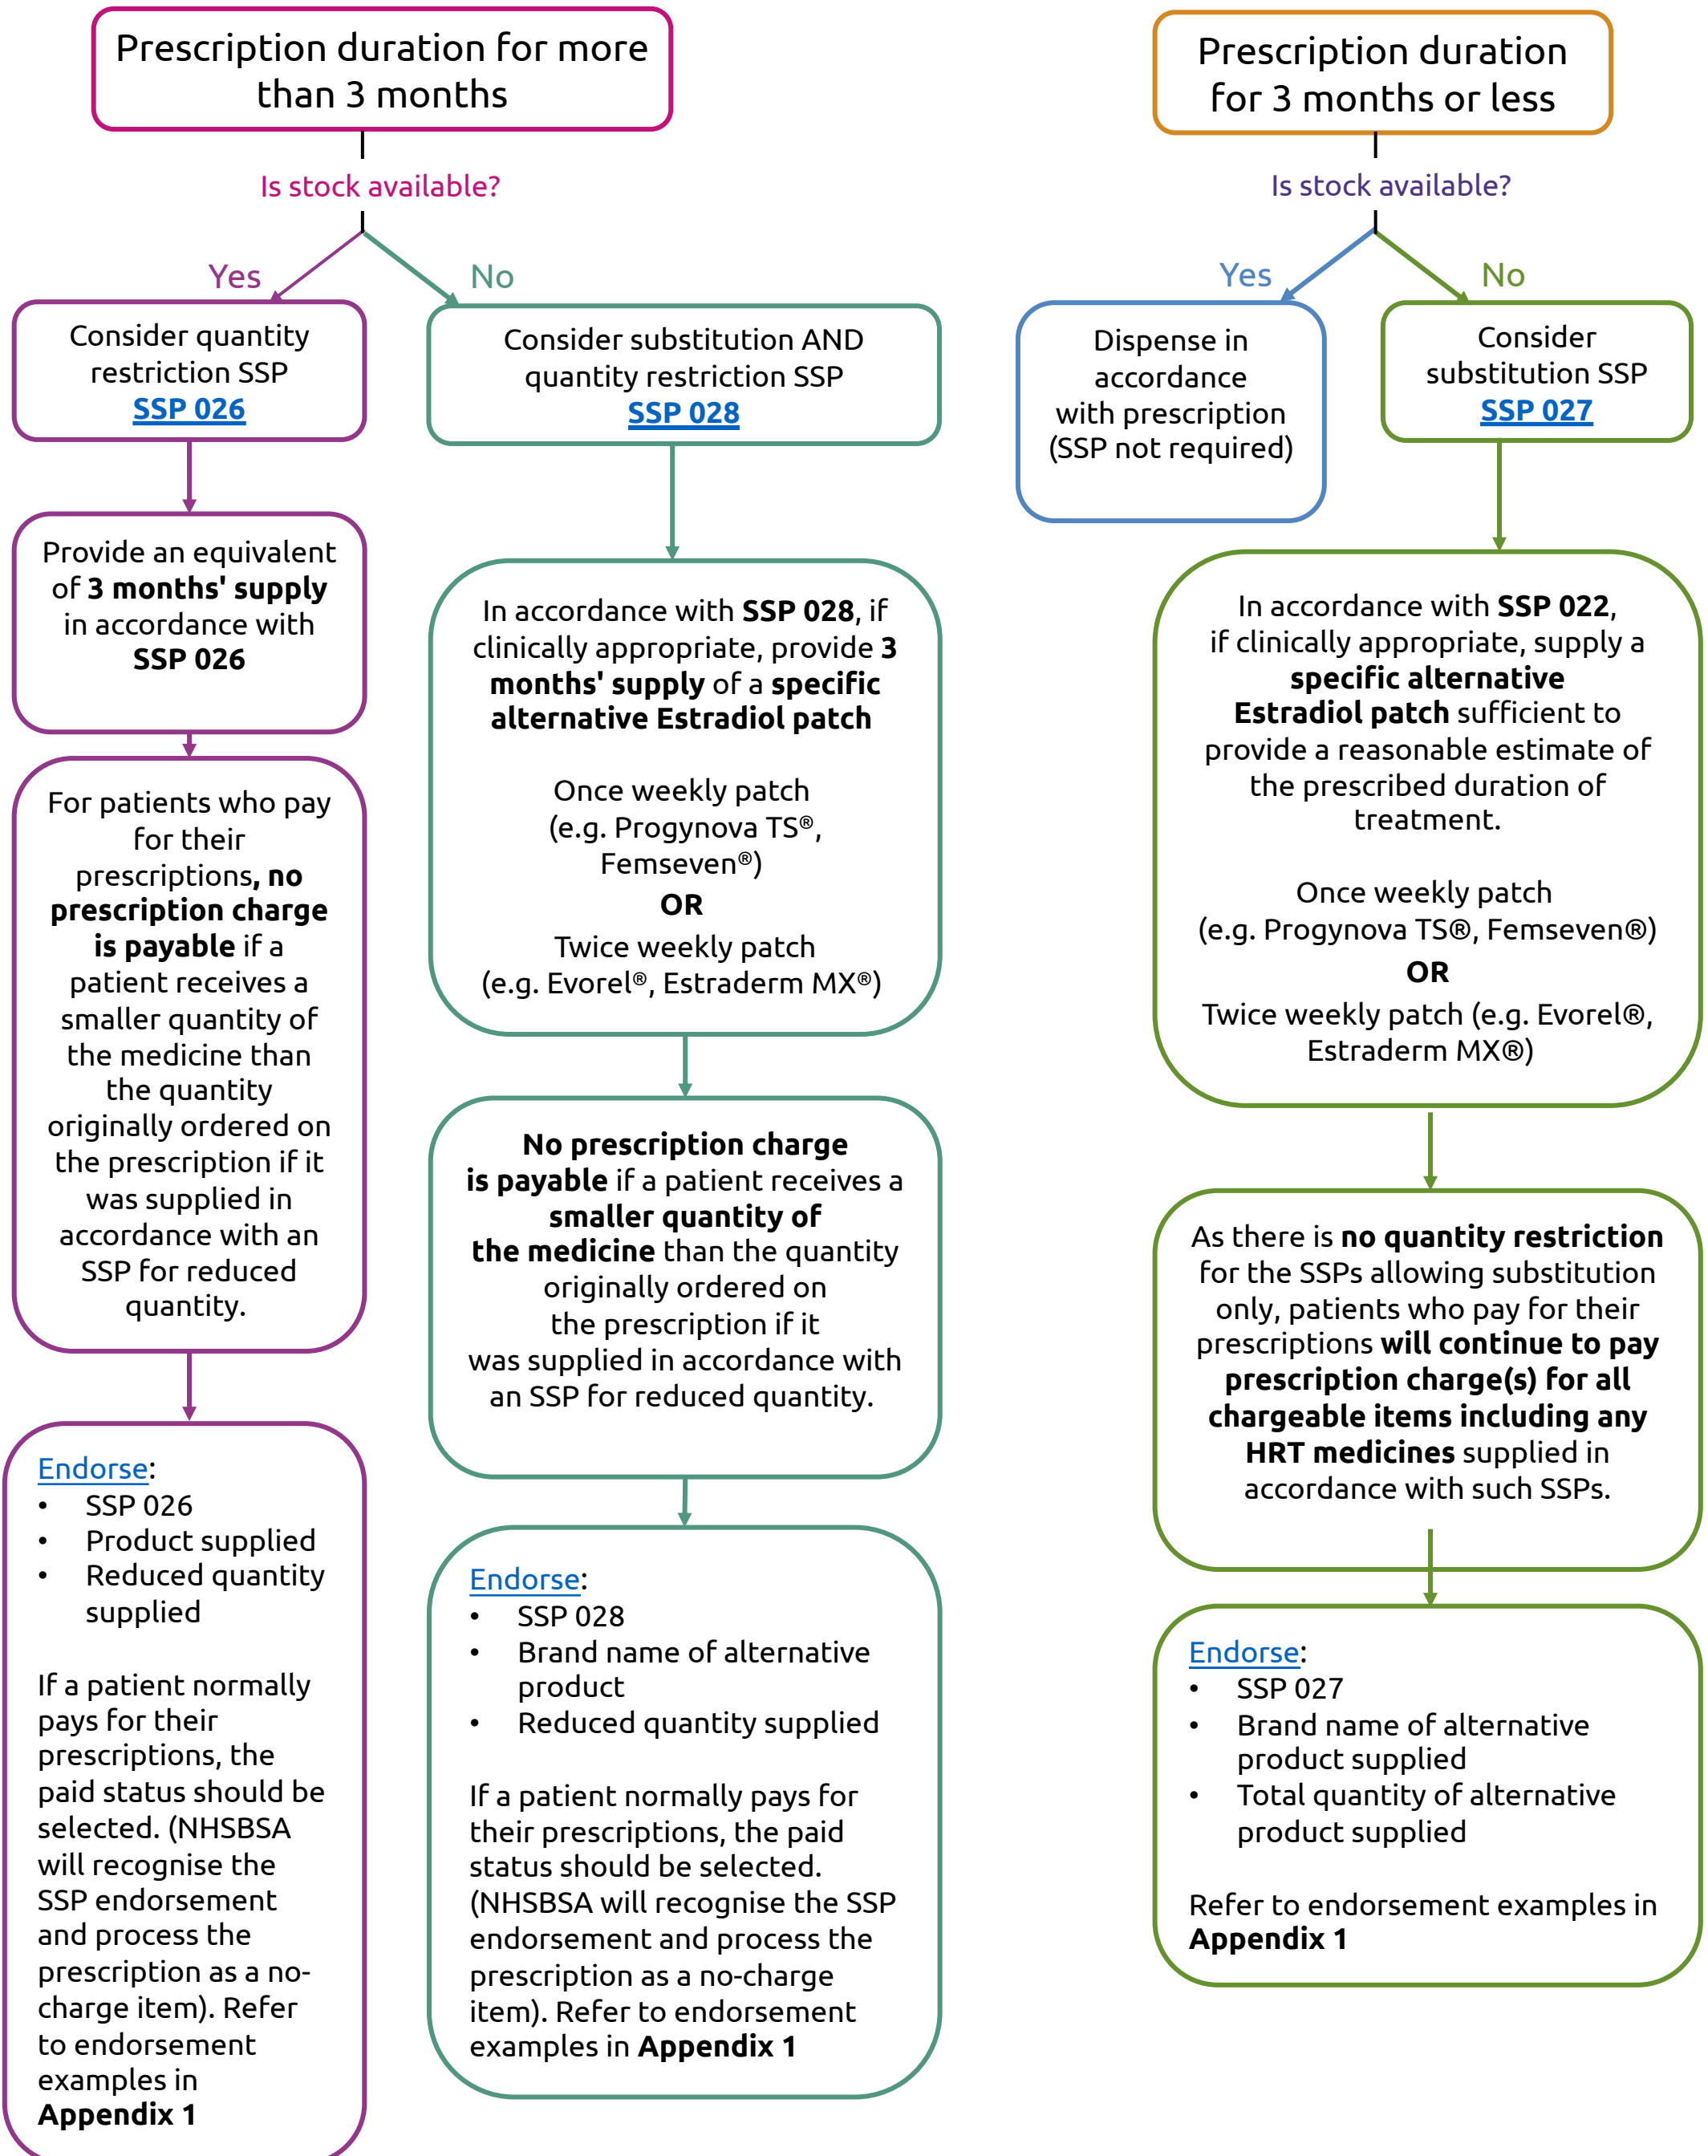 Prescription duration for more
than 3 months
Is stock available?
Yes
No
Consider quantity
restriction SSP
SSP 026
Provide an equivalent
of 3 months' supply
in accordance with
SSP 026
For patients who pay
for their
prescriptions, no
prescription charge
is payable if a
patient receives a
smaller quantity of
the medicine than
the quantity
originally ordered on
the prescription if it
was supplied in
accordance with an
SSP for reduced
quantity.
Endorse:
• SSP 026
• Product supplied
• Reduced quantity
supplied
If a patient normally
pays for their
prescriptions, the
paid status should be
selected. (NHSBSA
will recognise the
SSP endorsement
and process the
prescription as a no-
charge item). Refer
to endorsement
examples in
Appendix 1
Consider substitution AND
quantity restriction SSP
SSP 028
In accordance with SSP 028, if
clinically appropriate, provide 3
months' supply of a specific
alternative Estradiol patch
Once weekly patch
(e.g. Progynova TS®,
Femseven®)
OR
Twice weekly patch
(e.g. Evorel®, Estraderm MX®)
No prescription charge
is payable if a patient receives a
smaller quantity of
the medicine than the quantity
originally ordered on
the prescription if it
was supplied in accordance with
an SSP for reduced quantity.
Endorse:
• SSP 028
• Brand name of alternative
product
• Reduced quantity supplied
If a patient normally pays for
their prescriptions, the paid
status should be selected.
(NHSBSA will recognise the SSP
endorsement and process the
prescription as a no-charge
item). Refer to endorsement
examples in Appendix 1
Prescription duration
for 3 months or less
Is stock available?
Yes
No
Dispense in
accordance
with prescription
(SSP not required)
Consider
substitution SSP
SSP 027
In accordance with SSP 022,
if clinically appropriate, supply a
specific alternative
Estradiol patch sufficient to
provide a reasonable estimate of
the prescribed duration of
treatment.
Once weekly patch
(e.g. Progynova TS®, Femseven®)
OR
Twice weekly patch (e.g. Evorel®,
Estraderm MX®)
As there is no quantity restriction
for the SSPs allowing substitution
only, patients who pay for their
prescriptions will continue to pay
prescription charge(s) for all
chargeable items including any
HRT medicines supplied in
accordance with such SSPs.
Endorse:
• SSP 027
• Brand name of alternative
product supplied
• Total quantity of alternative
product supplied
Refer to endorsement examples in
Appendix 1